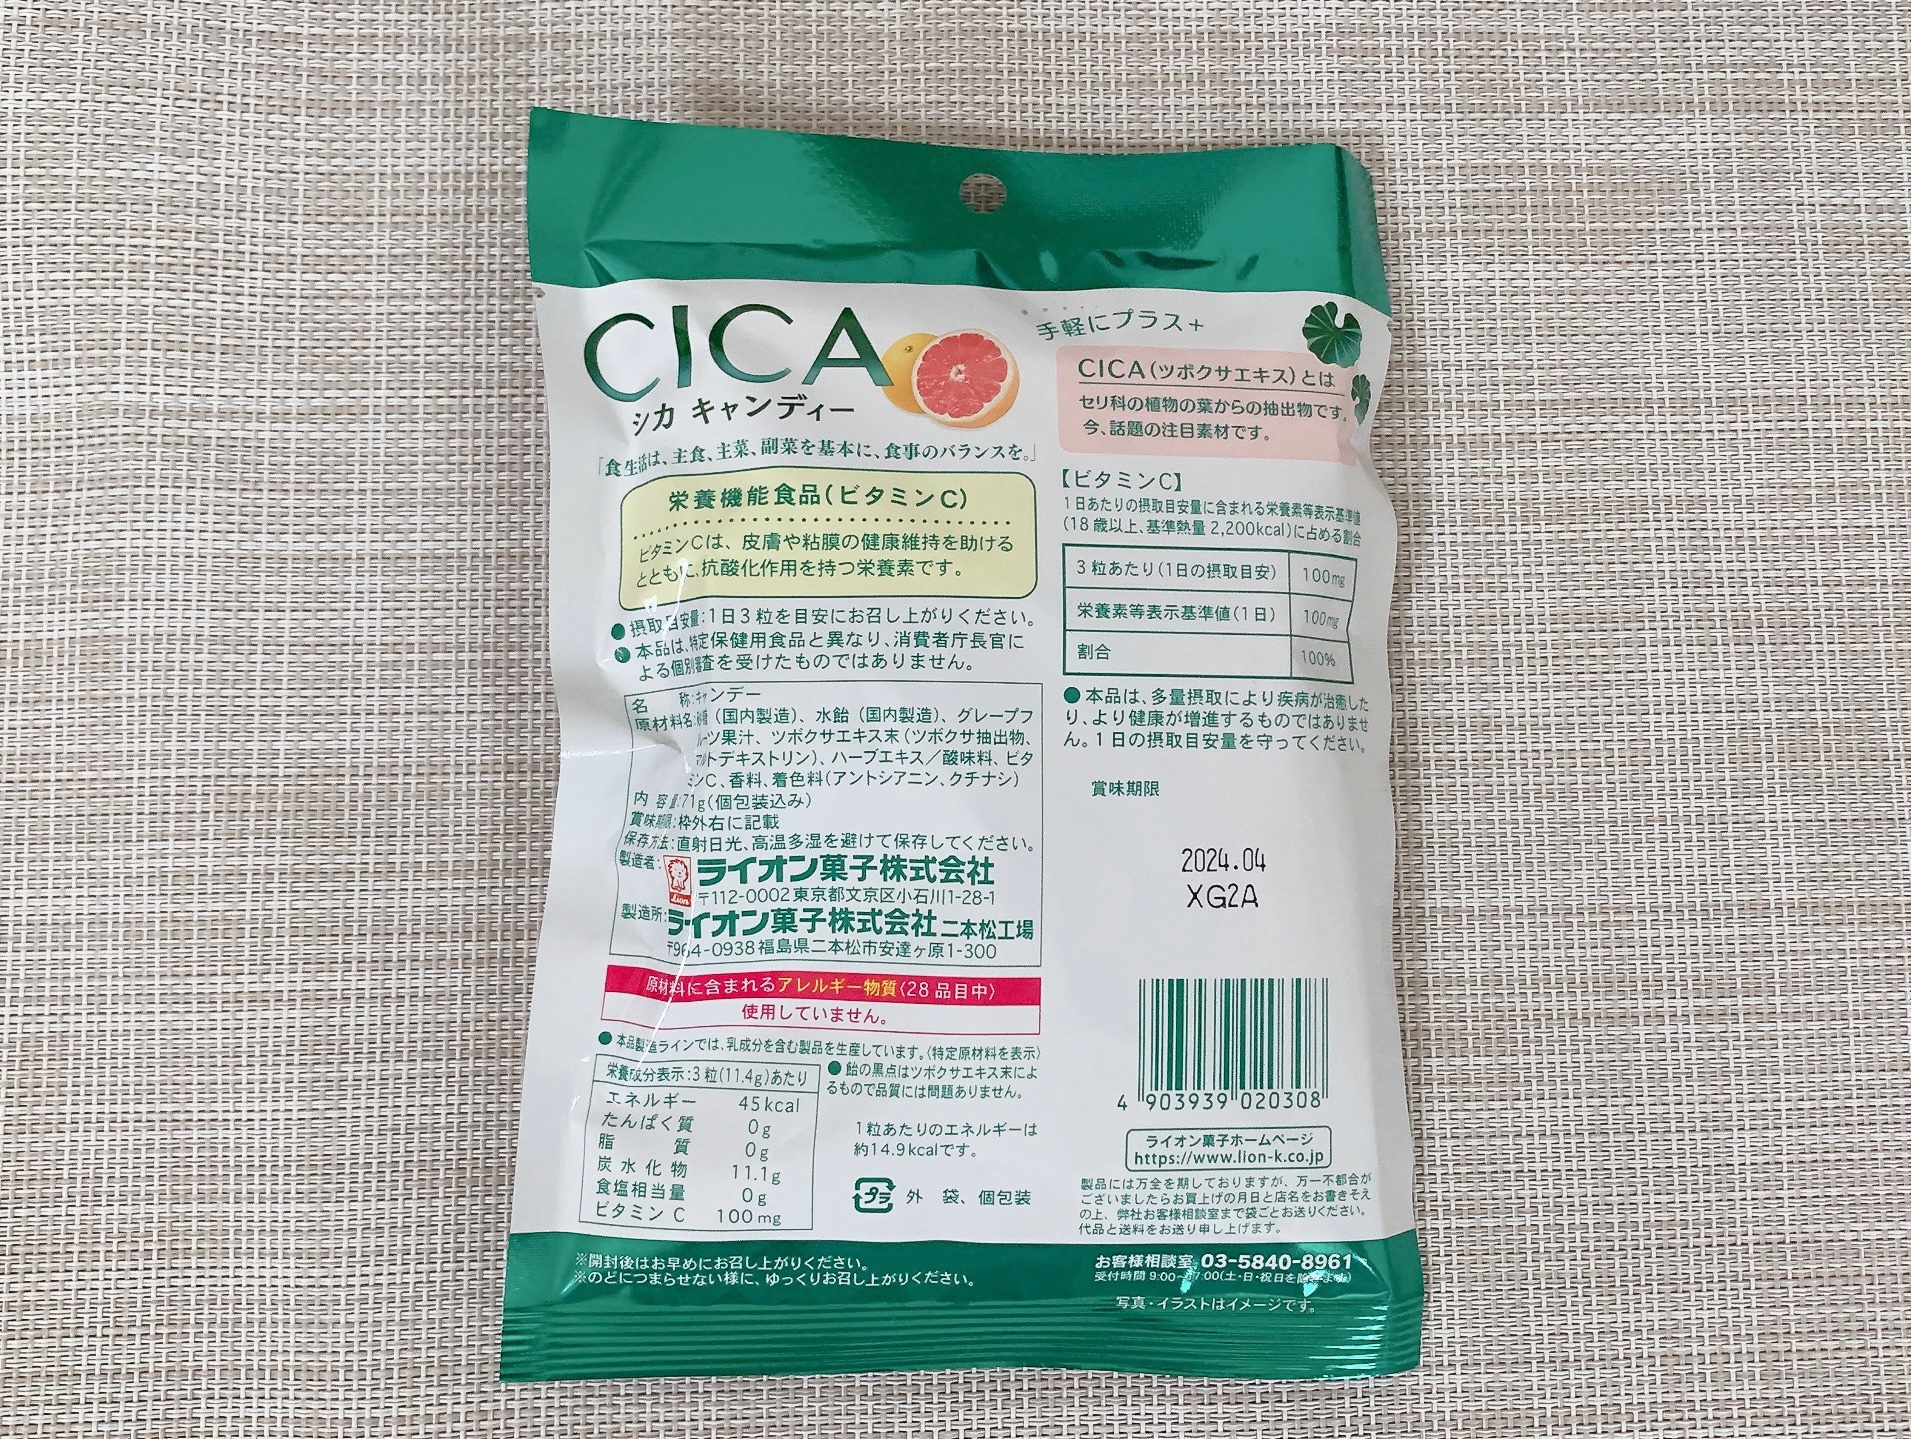 CICA
シカ キャンディー
「食生活は、主食、主菜、副菜を基本に、食事のバランスを。」
栄養機能食品(ビタミンC)
ビタミンCは、皮膚や粘膜の健康維持を助ける
とともに、抗酸化作用を持つ栄養素です。
●摂取目安量:1日3粒を目安にお召し上がりください。
●本品は、特定保健用食品と異なり、消費者庁長官に
よる個別審査を受けたものではありません。
名 称:キャンデー
原材料名:砂糖(国内製造)、水飴(国内製造)、グレープフ
ルーツ果汁、ツボクサエキス末(ツボクサ抽出物、
マルトデキストリン)、ハーブエキス/酸味料、ビタ
ミンC、香料、着色料(アントシアニン、クチナシ)
内容量:71g(個包装込み)
賞味期限:枠外右に記載
保存方法:直射日光、高温多湿を避けて保存してください。
製造者:
Lion
ライオン菓子株式会社
〒112-0002 東京都文京区小石川1-28-1
製造所:ライオン菓子株式会社 二本松工場
〒964-0938 福島県二本松市安達ヶ原1-300
原材料に含まれるアレルギー物質〈28品目中〉
使用していません。
●本品製造ラインでは、乳成分を含む製品を生産しています。〈特定原材料を表示〉
栄養成分表示:3粒(11.4g)あたり
エネルギー 45kcal
たんぱく質 0g
脂質 0g
炭水化物 11.1g
食塩相当量 0g
ビタミンC 100mg
●飴の黒点はツボクサエキス末によ
るもので品質には問題ありません。
1粒あたりのエネルギーは
約14.9kcalです。
プラ 外 袋、個包装
※開封後はお早めにお召し上がりください。
※のどにつまらせない様に、ゆっくりお召し上がりください。
手軽にプラス+
CICA(ツボクサエキス)とは
セリ科の植物の葉からの抽出物です。
今、話題の注目素材です。
【ビタミンC】
1日あたりの摂取目安量に含まれる栄養素等表示基準値
(18歳以上、基準熱量2,200kcal)に占める割合
3粒あたり(1日の摂取目安) 100mg
栄養素等表示基準値(1日) 100mg
割合 100%
●本品は、多量摂取により疾病が治癒した
り、より健康が増進するものではありませ
ん。1日の摂取目安量を守ってください。
賞味期限
2024.04
XG2A
4 903939 020308
ライオン菓子ホームページ
https://www.lion-k.co.jp
製品には万全を期しておりますが、万一不都合が
ございましたらお買上げの月日と店名をお書きそえ
の上、弊社お客様相談室まで袋ごとお送りください。
代品と送料をお送り申し上げます。
お客様相談室 03-5840-8961
受付時間 9:00~17:00(土・日・祝日を除きます)
写真・イラストはイメージです。